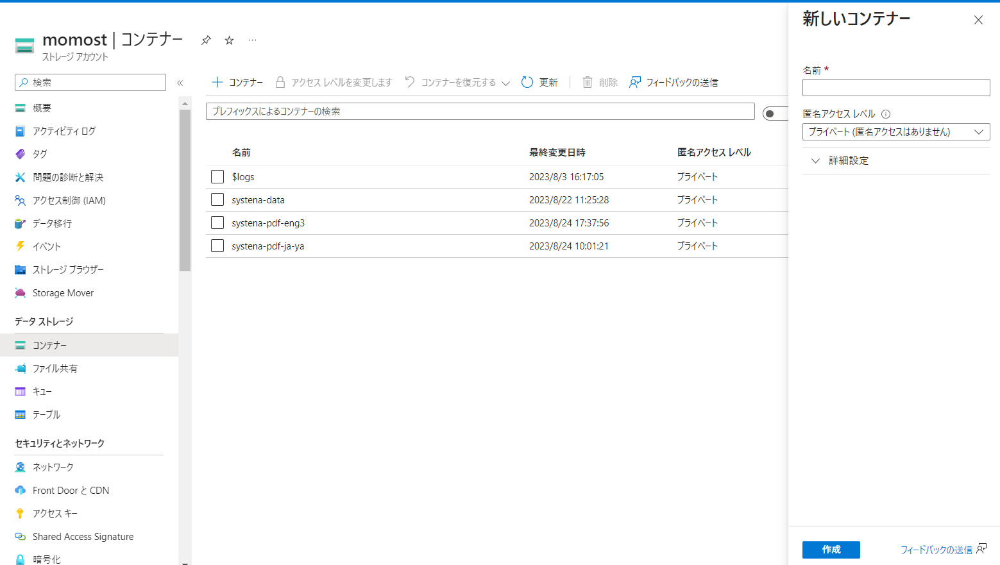 momost | コンテナー
ストレージ アカウント
検索
概要
アクティビティ ログ
タグ
問題の診断と解決
アクセス制御 (IAM)
データ移行
イベント
ストレージ ブラウザー
Storage Mover
データ ストレージ
コンテナー
ファイル共有
キュー
テーブル
セキュリティとネットワーク
ネットワーク
Front Door と CDN
アクセス キー
Shared Access Signature
暗号化
コンテナー アクセス レベルを変更します コンテナーを復元する 更新 削除 フィードバックの送信
プレフィックスによるコンテナーの検索
名前 最終変更日時 匿名アクセス レベル
$logs 2023/8/3 16:17:05 プライベート
systena-data 2023/8/22 11:25:28 プライベート
systena-pdf-eng3 2023/8/24 17:37:56 プライベート
systena-pdf-ja-ya 2023/8/24 10:01:21 プライベート
新しいコンテナー
名前 *
匿名アクセス レベル
プライベート (匿名アクセスはありません)
詳細設定
作成 フィードバックの送信